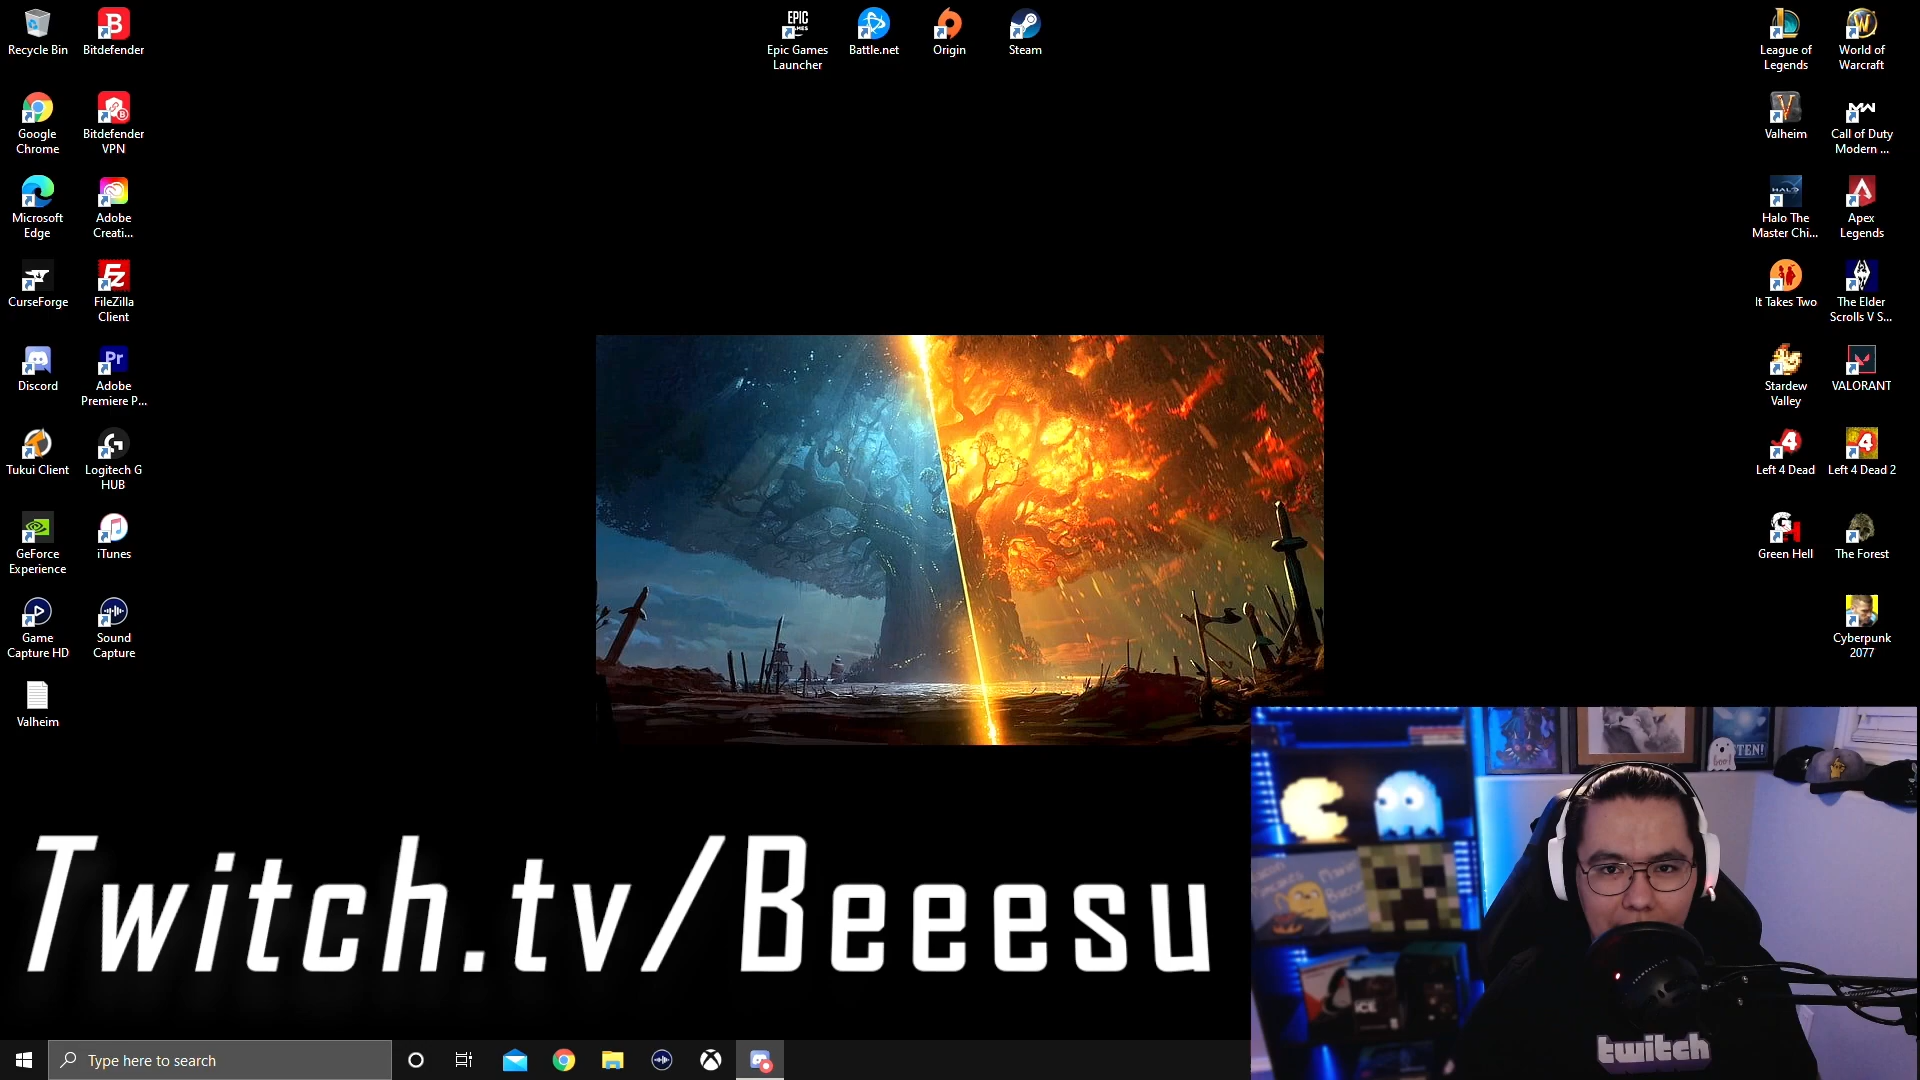 Recycle Bin
Bitdefender
Google
Chrome
Bitdefender
VPN
Microsoft
Edge
Adobe
Creati...
CurseForge
FileZilla
Client
Discord
Adobe
Premiere P...
Tukui Client
Logitech G
HUB
GeForce
Experience
iTunes
Game
Capture HD
Sound
Capture
Valheim
EPIC
GAMES
Epic Games
Launcher
Battle.net
Origin
Steam
League of
Legends
World of
Warcraft
Valheim
Call of Duty
Modern ...
HALO
Halo The
Master Chi...
Apex
Legends
It Takes Two
The Elder
Scrolls V S...
Stardew
Valley
VALORANT
Left 4 Dead
Left 4 Dead 2
Green Hell
The Forest
Cyberpunk
2077
Twitch.tv/Beeesu
boo!
twitch
Type here to search